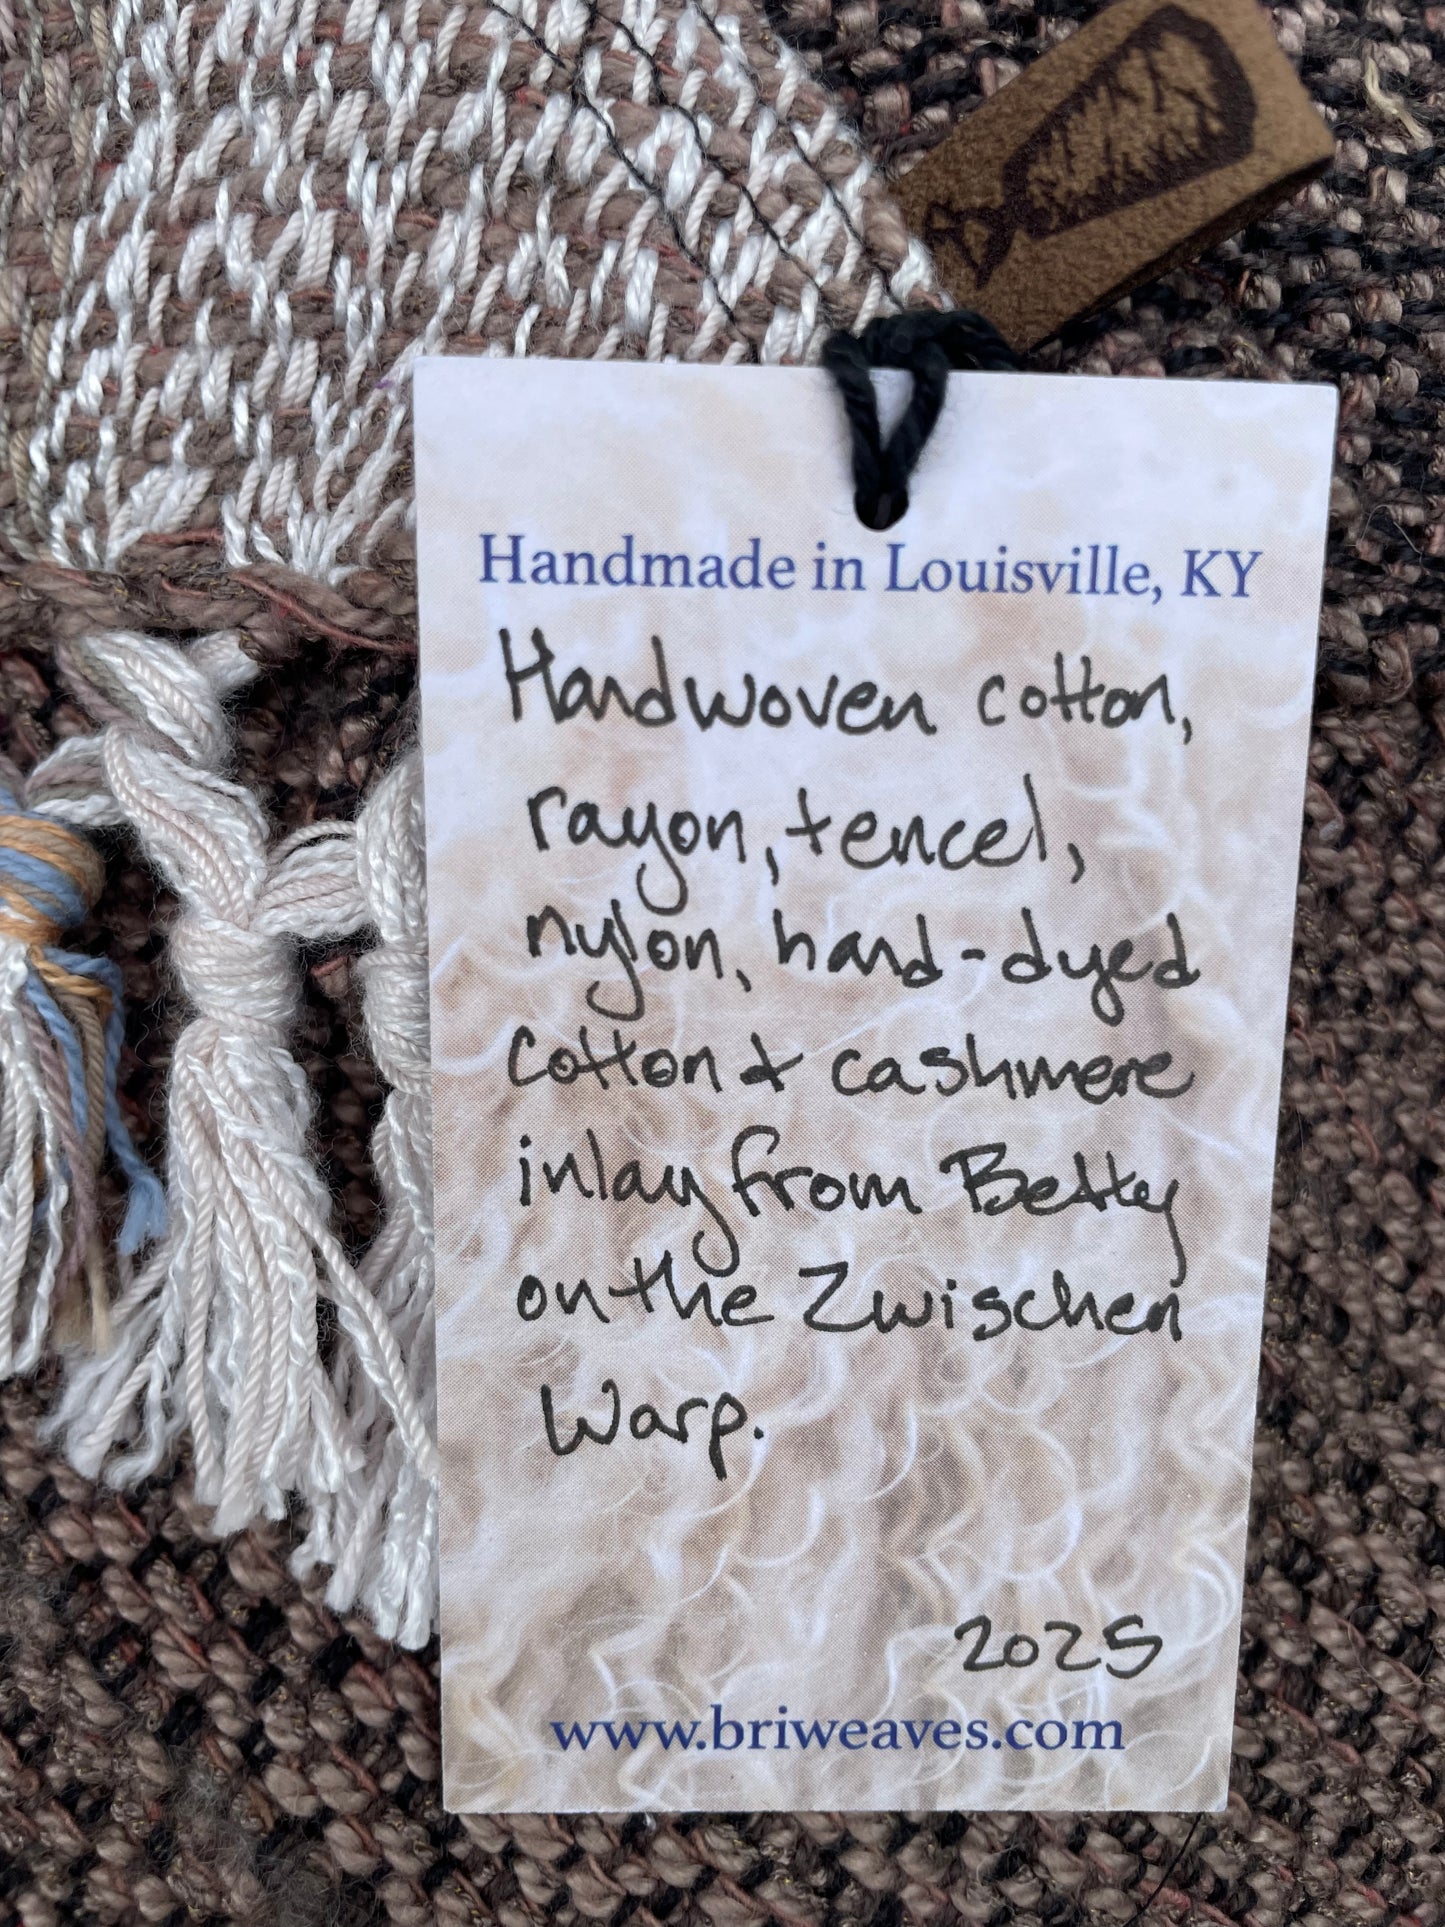 Handmade in Louisville, KY
Handwoven cotton,
rayon, tencel,
nylon, hand-dyed
cotton & cashmere
inlay from Betty
on the Zwischen
Warp.
2025
www.briweaves.com